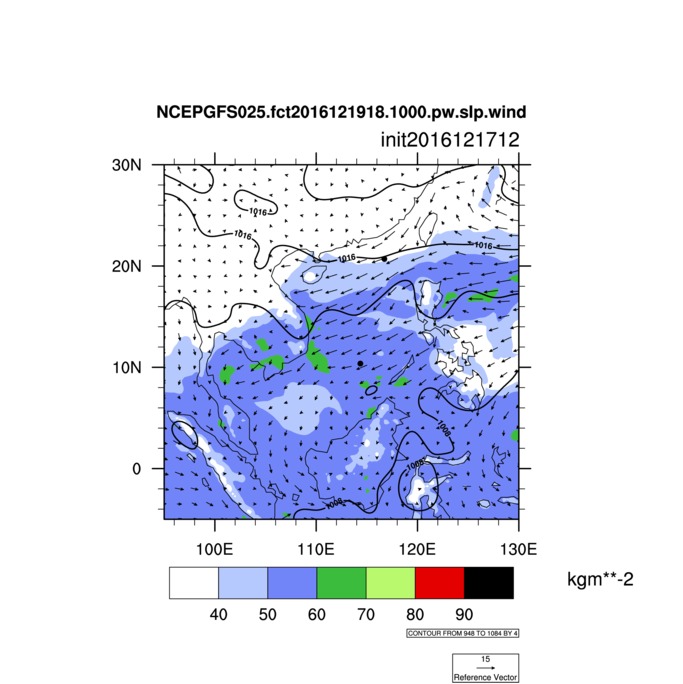 NCEPGFS025.fct2016121918.1000.pw.slp.wind
init2016121712
30N
20N
10N
0
1016
1016
1016
1016
1008
1008
1008
100E 110E 120E 130E
kgm**-2
40 50 60 70 80 90
CONTOUR FROM 948 TO 1084 BY 4
15
Reference Vector